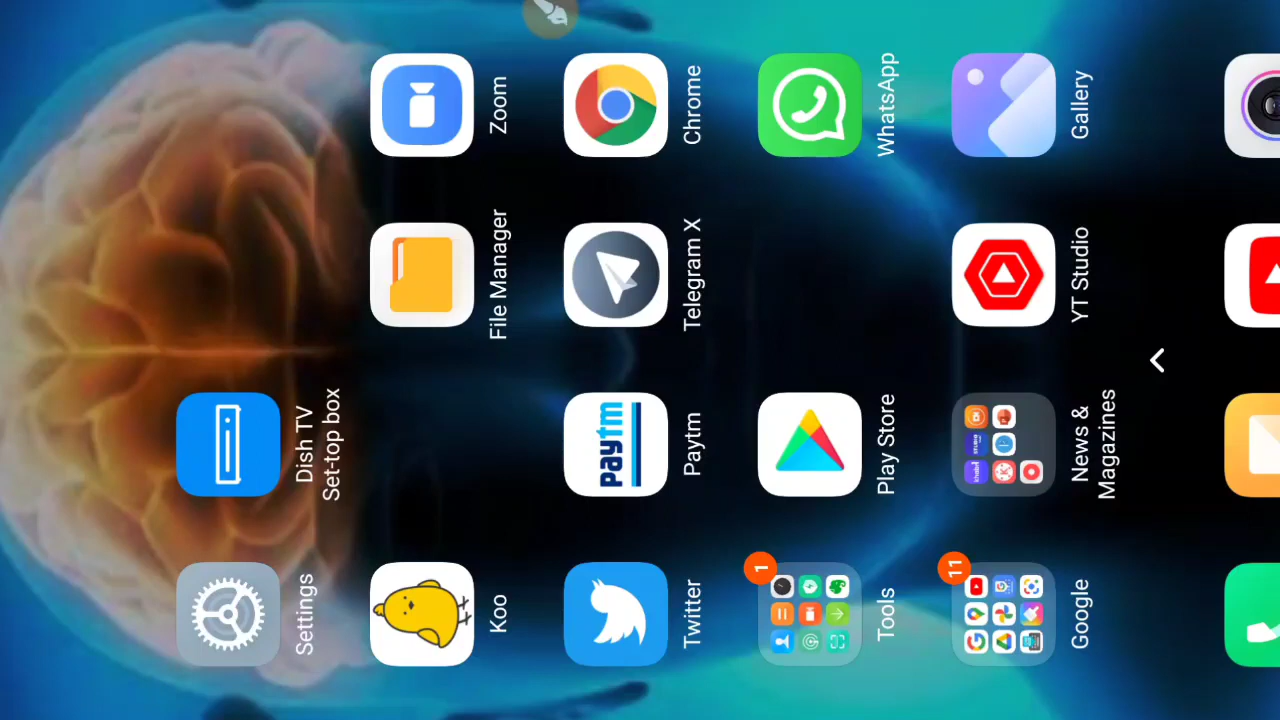 Settings
Dish TV
Set-top box
Koo
File Manager
Zoom
paytm
Twitter
Paytm
Telegram X
Chrome
1
Tools
Play Store
WhatsApp
11
Google
News &
Magazines
YT Studio
Gallery